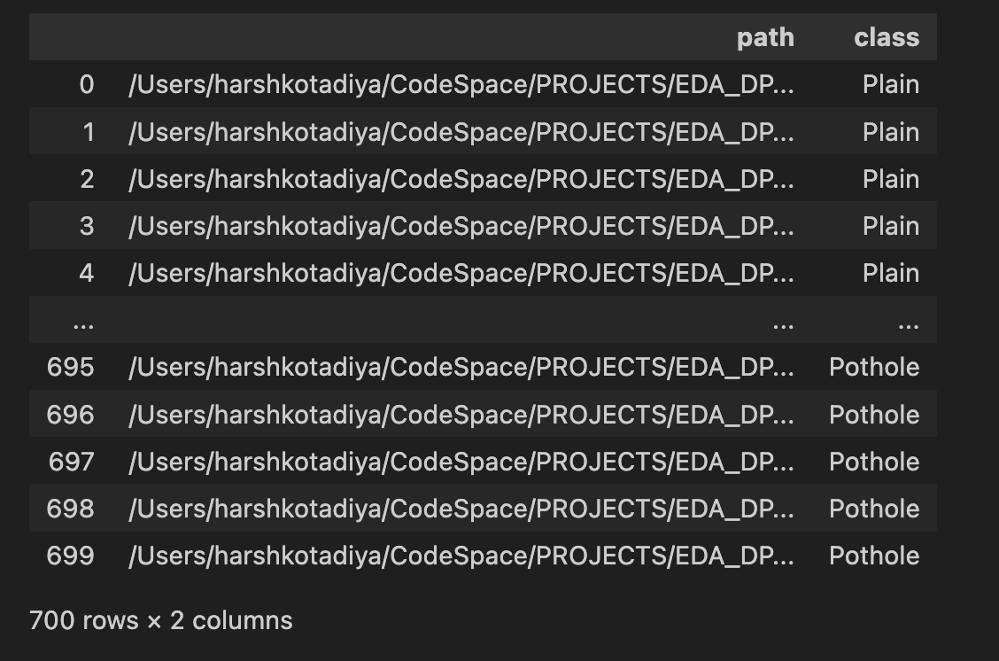 path class
0 /Users/harshkotadiya/CodeSpace/PROJECTS/EDA_DP... Plain
1 /Users/harshkotadiya/CodeSpace/PROJECTS/EDA_DP... Plain
2 /Users/harshkotadiya/CodeSpace/PROJECTS/EDA_DP... Plain
3 /Users/harshkotadiya/CodeSpace/PROJECTS/EDA_DP... Plain
4 /Users/harshkotadiya/CodeSpace/PROJECTS/EDA_DP... Plain
... ... ...
695 /Users/harshkotadiya/CodeSpace/PROJECTS/EDA_DP... Pothole
696 /Users/harshkotadiya/CodeSpace/PROJECTS/EDA_DP... Pothole
697 /Users/harshkotadiya/CodeSpace/PROJECTS/EDA_DP... Pothole
698 /Users/harshkotadiya/CodeSpace/PROJECTS/EDA_DP... Pothole
699 /Users/harshkotadiya/CodeSpace/PROJECTS/EDA_DP... Pothole
700 rows × 2 columns